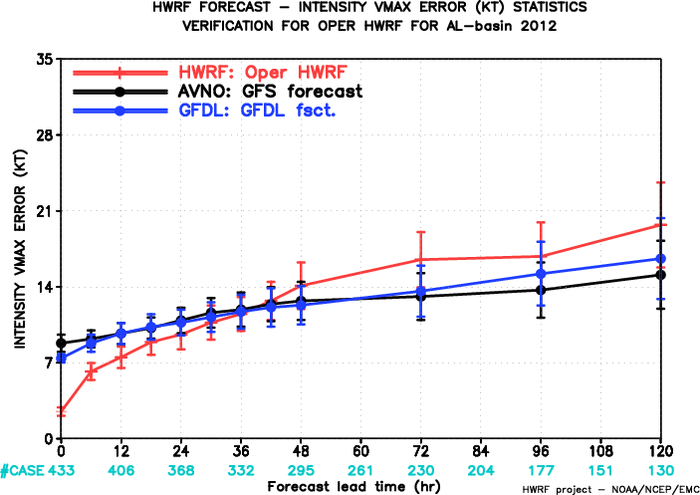 HWRF FORECAST – INTENSITY VMAX ERROR (KT) STATISTICS
VERIFICATION FOR OPER HWRF FOR AL-basin 2012
HWRF: Oper HWRF
AVNO: GFS forecast
GFDL: GFDL fsct.
INTENSITY VMAX ERROR (KT)
35
28
21
14
7
0
0 12 24 36 48 60 72 84 96 108 120
#CASE 433 406 368 332 295 261 230 204 177 151 130
Forecast lead time (hr)
HWRF project – NOAA/NCEP/EMC